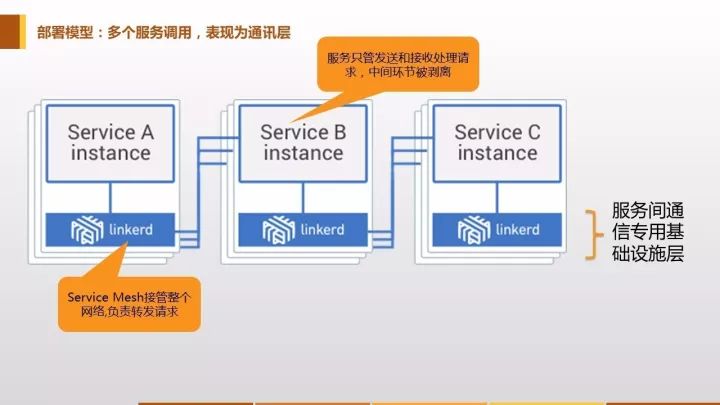 部署模型：多个服务调用，表现为通讯层
服务只管发送和接收处理请
求，中间环节被剥离
Service A
instance
Service B
instance
Service C
instance
linkerd
linkerd
linkerd
服务间通
信专用基
础设施层
Service Mesh接管整个
网络,负责转发请求